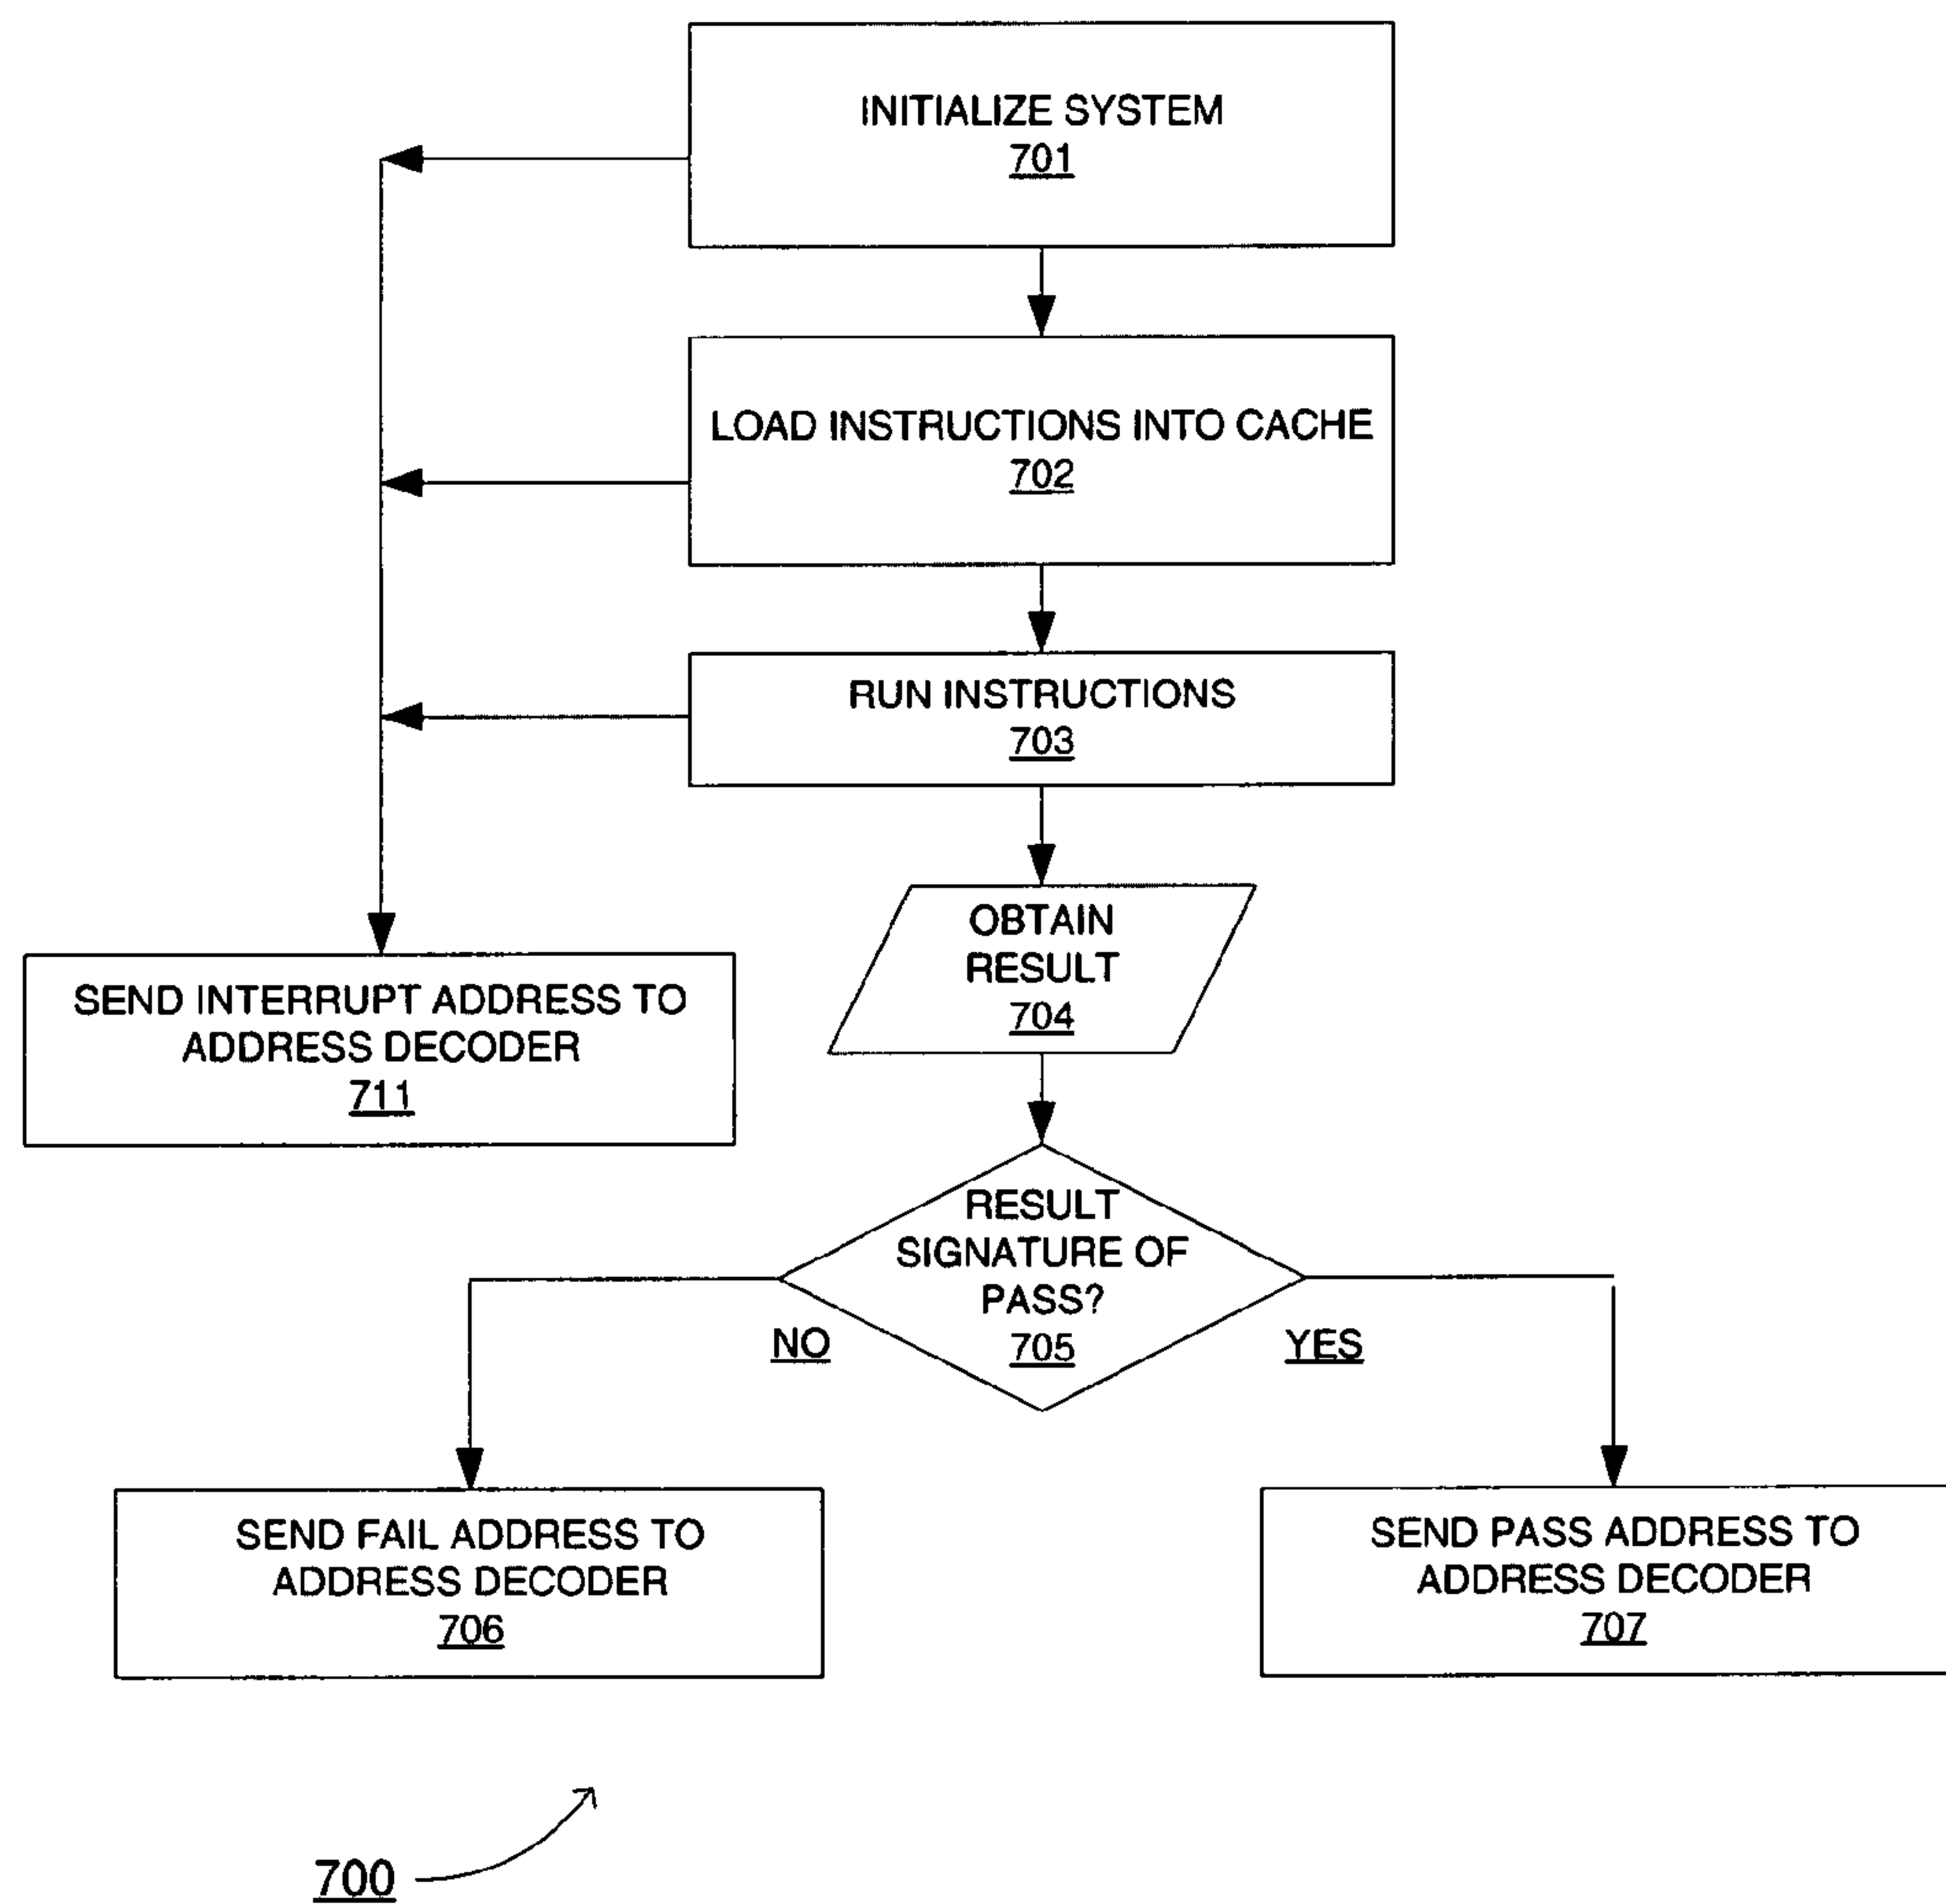 INITIALIZE SYSTEM
701
LOAD INSTRUCTIONS INTO CACHE
702
RUN INSTRUCTIONS
703
OBTAIN
RESULT
704
SEND INTERRUPT ADDRESS TO
ADDRESS DECODER
711
RESULT
SIGNATURE OF
PASS?
705
NO
YES
SEND FAIL ADDRESS TO
ADDRESS DECODER
706
SEND PASS ADDRESS TO
ADDRESS DECODER
707
700